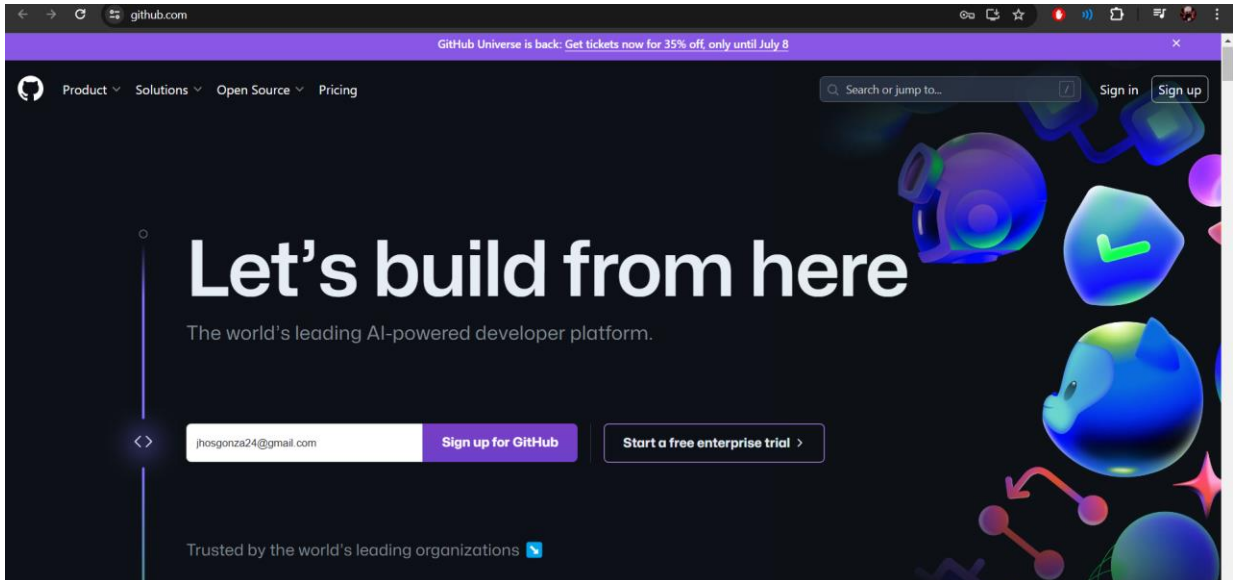 github.com
GitHub Universe is back: Get tickets now for 35% off, only until July 8
Product Solutions Open Source Pricing Search or jump to... / Sign in Sign up
Let's build from here
The world's leading AI-powered developer platform.
jhosgonza24@gmail.com Sign up for GitHub Start a free enterprise trial
Trusted by the world's leading organizations